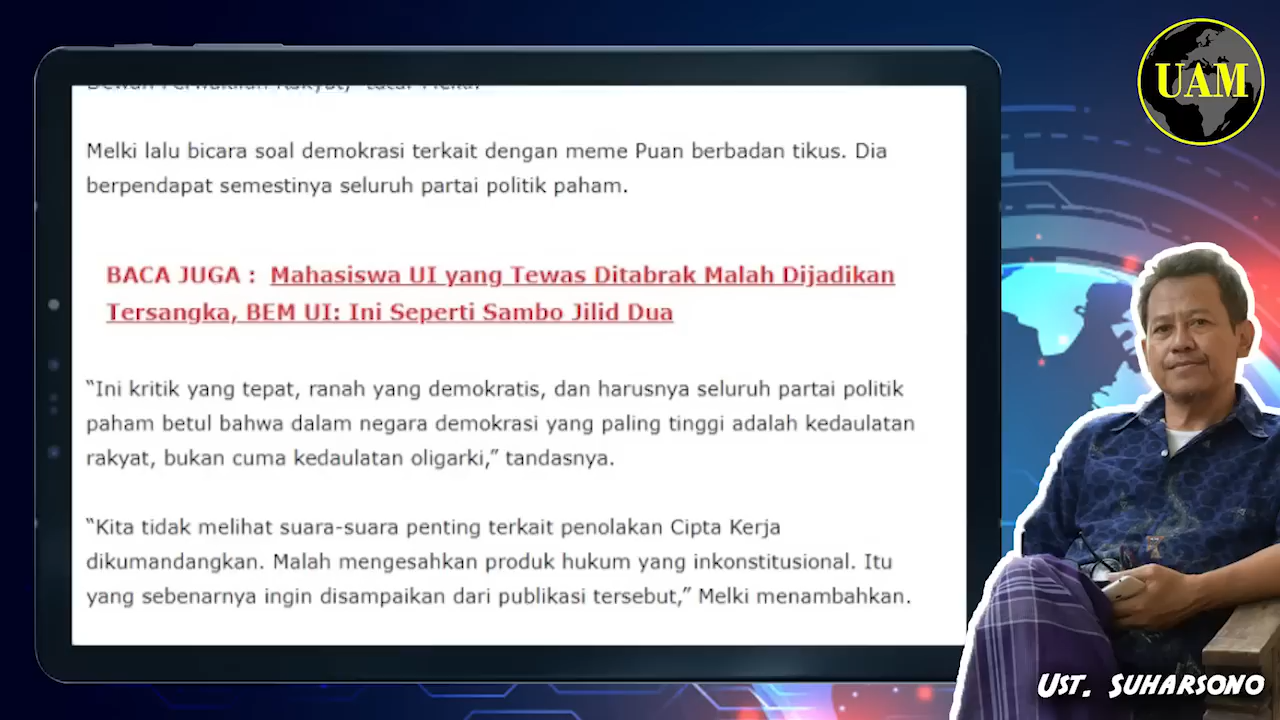 UAM
Melki lalu bicara soal demokrasi terkait dengan meme Puan berbadan tikus. Dia
berpendapat semestinya seluruh partai politik paham.
BACA JUGA : Mahasiswa UI yang Tewas Ditabrak Malah Dijadikan
Tersangka, BEM UI: Ini Seperti Sambo Jilid Dua
“Ini kritik yang tepat, ranah yang demokratis, dan harusnya seluruh partai politik
paham betul bahwa dalam negara demokrasi yang paling tinggi adalah kedaulatan
rakyat, bukan cuma kedaulatan oligarki,” tandasnya.
“Kita tidak melihat suara-suara penting terkait penolakan Cipta Kerja
dikumandangkan. Malah mengesahkan produk hukum yang inkonstitusional. Itu
yang sebenarnya ingin disampaikan dari publikasi tersebut,” Melki menambahkan.
UST. SUHARSONO